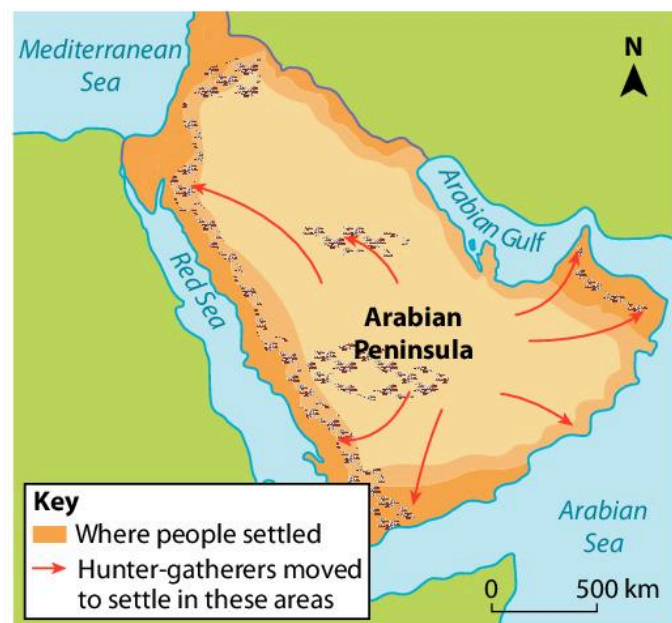 Mediterranean
Sea
N
Arabian Gulf
Red Sea
Arabian
Peninsula
Key
Where people settled
Hunter-gatherers moved
to settle in these areas
Arabian
Sea
0 500 km